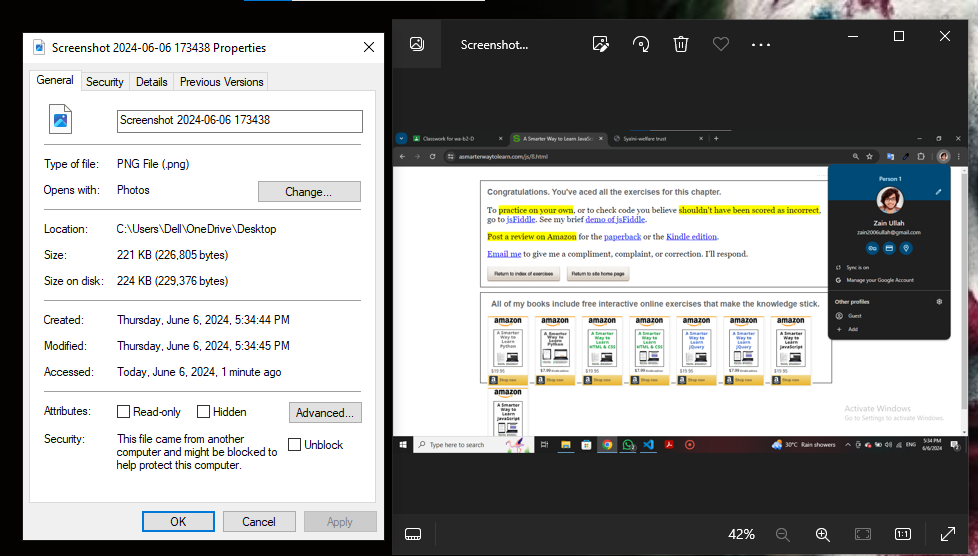 Screenshot 2024-06-06 173438 Properties
General
Security
Details
Previous Versions
Screenshot 2024-06-06 173438
Type of file:
PNG File (.png)
Opens with:
Photos
Change...
Location:
C:\Users\Dell\OneDrive\Desktop
Size:
221 KB (226,805 bytes)
Size on disk:
224 KB (229,376 bytes)
Created:
Thursday, June 6, 2024, 5:34:44 PM
Modified:
Thursday, June 6, 2024, 5:34:45 PM
Accessed:
Today, June 6, 2024, 1 minute ago
Attributes:
Read-only
Hidden
Advanced...
Security:
This file came from another
computer and might be blocked to
help protect this computer.
Unblock
OK
Cancel
Apply
Screenshot...
Classwork for wa-b2-D
A Smarter Way to Learn JavaSc
Sysini-welfare trust
asmarterwaytolearn.com/js/8.html
Congratulations. You've aced all the exercises for this chapter.
To practice on your own, or to check code you believe shouldn't have been scored as incorrect,
go to jsFiddle. See my brief demo of jsFiddle.
Post a review on Amazon for the paperback or the Kindle edition.
Email me to give me a compliment, complaint, or correction. I'll respond.
Return to index of exercises
Return to site home page
All of my books include free interactive online exercises that make the knowledge stick.
amazon
A Smarter
Way to
Learn
Python
$19.95
Shop now
amazon
A Smarter
Way to
Learn
Python
$7.99
Shop now
amazon
A Smarter
Way to
Learn
HTML & CSS
$19.95
Shop now
amazon
A Smarter
Way to
Learn
HTML & CSS
$7.99
Shop now
amazon
A Smarter
Way to
Learn
jQuery
$19.95
Shop now
amazon
A Smarter
Way to
Learn
jQuery
$7.99
Shop now
amazon
A Smarter
Way to
Learn
JavaScript
$19.95
Shop now
amazon
A Smarter
Way to
Learn
JavaScript
Person 1
Zain Ullah
zain2006ullah@gmail.com
Sync is on
Manage your Google Account
Other profiles
Guest
Add
Activate Windows
Go to Settings to activate Windows.
Type here to search
30°C Rain showers
ENG
5:34 PM
6/6/2024
42%
1:1